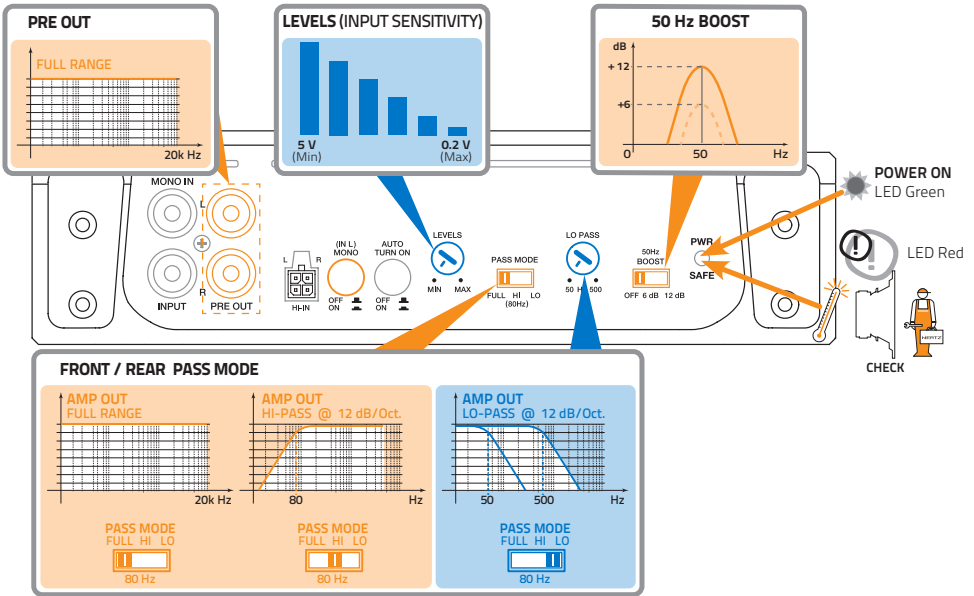 PRE OUT
FULL RANGE
20k Hz
LEVELS (INPUT SENSITIVITY)
5 V
(Min)
0.2 V
(Max)
50 Hz BOOST
dB
+ 12
+6
0
50
Hz
POWER ON
LED Green
LED Red
CHECK
HERTZ
MONO IN
L
R
INPUT
PRE OUT
L
R
HI-IN
(IN L)
MONO
OFF
ON
AUTO
TURN ON
OFF
ON
LEVELS
MIN
MAX
PASS MODE
FULL HI LO
(80Hz)
LO PASS
50 H 500
50Hz
BOOST
OFF 6 dB 12 dB
PWR
SAFE
FRONT / REAR PASS MODE
AMP OUT
FULL RANGE
20k Hz
PASS MODE
FULL HI LO
80 Hz
AMP OUT
HI-PASS @ 12 dB/Oct.
80
Hz
PASS MODE
FULL HI LO
80 Hz
AMP OUT
LO-PASS @ 12 dB/Oct.
50
500
Hz
PASS MODE
FULL HI LO
80 Hz